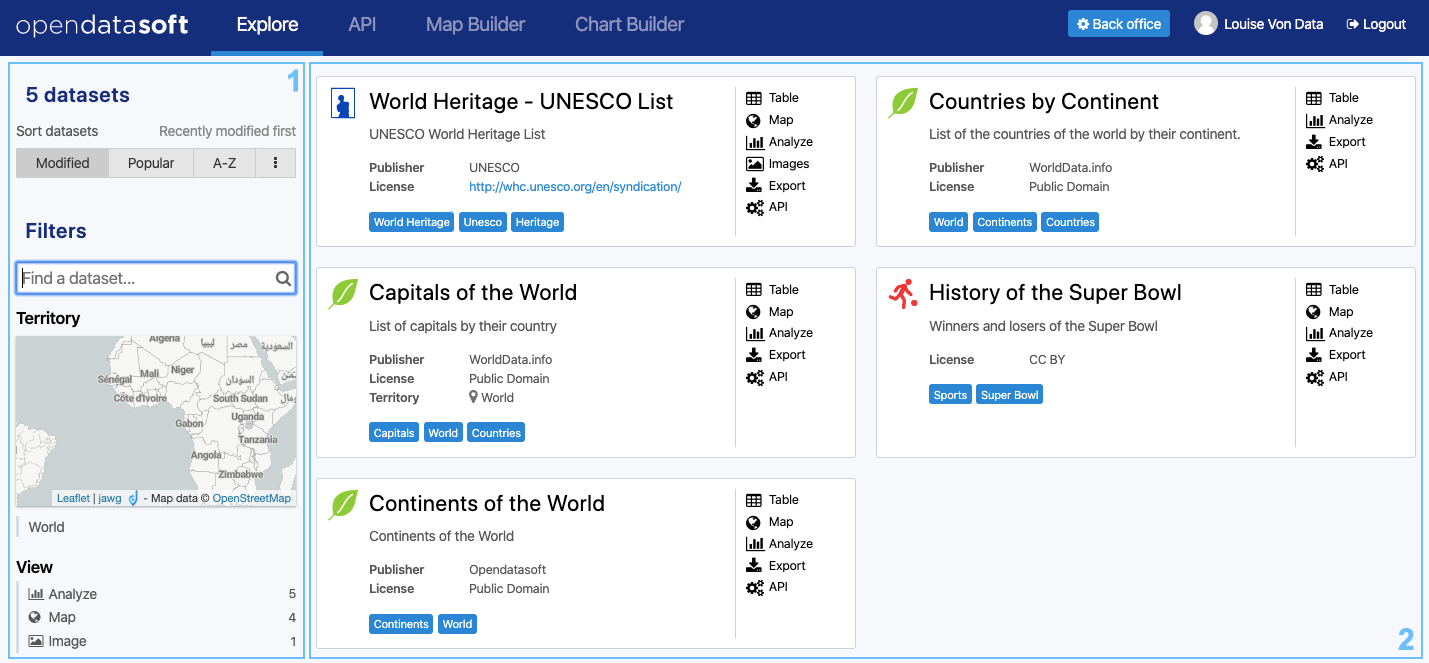 opendatasoft
Explore
API
Map Builder
Chart Builder
Back office
Louise Von Data
Logout
1
5 datasets
Sort datasets
Recently modified first
Modified
Popular
A-Z
Filters
Find a dataset...
Territory
Algeria
ليبيا
مصر
السعودية
Sénégal
Mali
Niger
السودان
Côte d'Ivoire
South Sudan
Gabon
Uganda
Tanzania
Angola
Zimbabwe
Leaflet | jawg - Map data © OpenStreetMap
World
View
Analyze 5
Map 4
Image 1
World Heritage - UNESCO List
UNESCO World Heritage List
Publisher UNESCO
License http://whc.unesco.org/en/syndication/
World Heritage Unesco Heritage
Table
Map
Analyze
Images
Export
API
Countries by Continent
List of the countries of the world by their continent.
Publisher WorldData.info
License Public Domain
World Continents Countries
Table
Analyze
Export
API
Capitals of the World
List of capitals by their country
Publisher WorldData.info
License Public Domain
Territory World
Capitals World Countries
Table
Map
Analyze
Export
API
History of the Super Bowl
Winners and losers of the Super Bowl
License CC BY
Sports Super Bowl
Table
Map
Analyze
Export
API
Continents of the World
Continents of the World
Publisher Opendatasoft
License Public Domain
Continents World
Table
Map
Analyze
Export
API
2